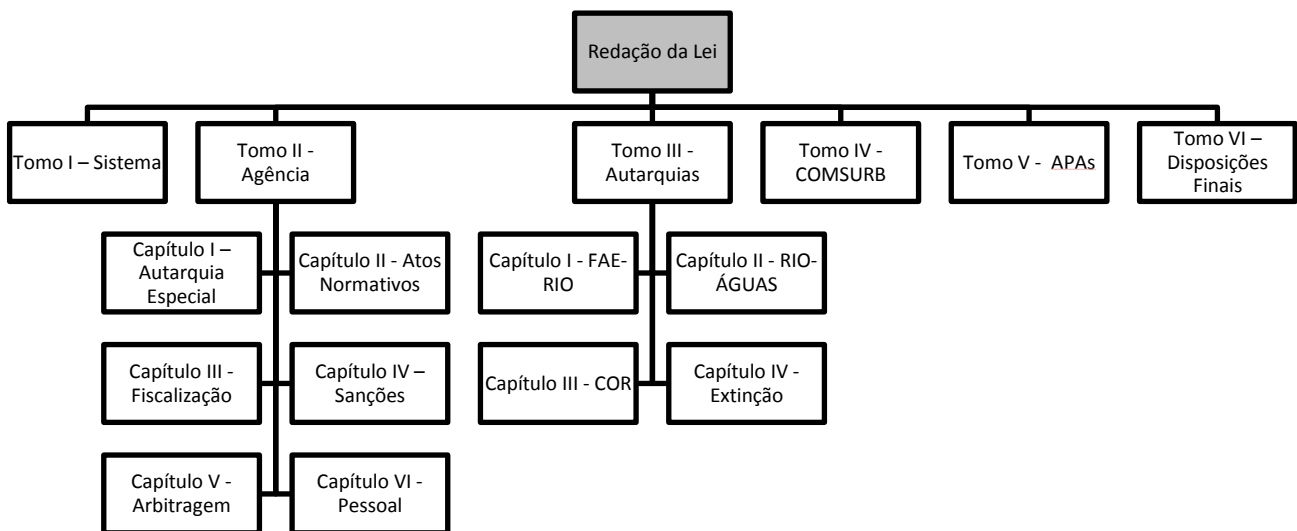 Redação da Lei
Tomo I – Sistema
Tomo II -
Agência
Tomo III -
Autarquias
Tomo IV -
COMSURB
Tomo V - APAs
Tomo VI –
Disposições
Finais
Capítulo I –
Autarquia
Especial
Capítulo II - Atos
Normativos
Capítulo I - FAE-
RIO
Capítulo II - RIO-
ÁGUAS
Capítulo III -
Fiscalização
Capítulo IV –
Sanções
Capítulo III - COR
Capítulo IV -
Extinção
Capítulo V -
Arbitragem
Capítulo VI -
Pessoal